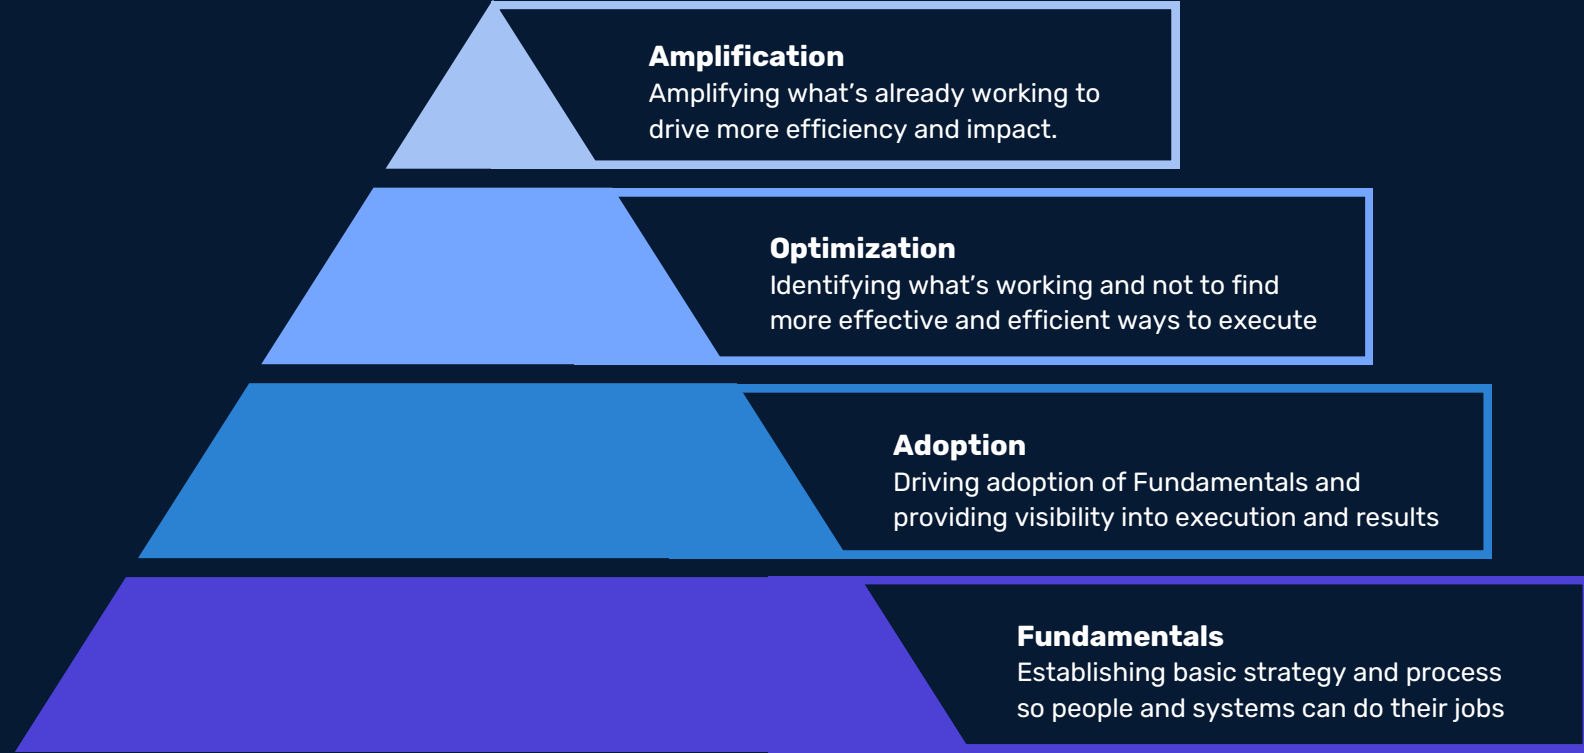 Amplification
Amplifying what’s already working to
drive more efficiency and impact.
Optimization
Identifying what’s working and not to find
more effective and efficient ways to execute
Adoption
Driving adoption of Fundamentals and
providing visibility into execution and results
Fundamentals
Establishing basic strategy and process
so people and systems can do their jobs